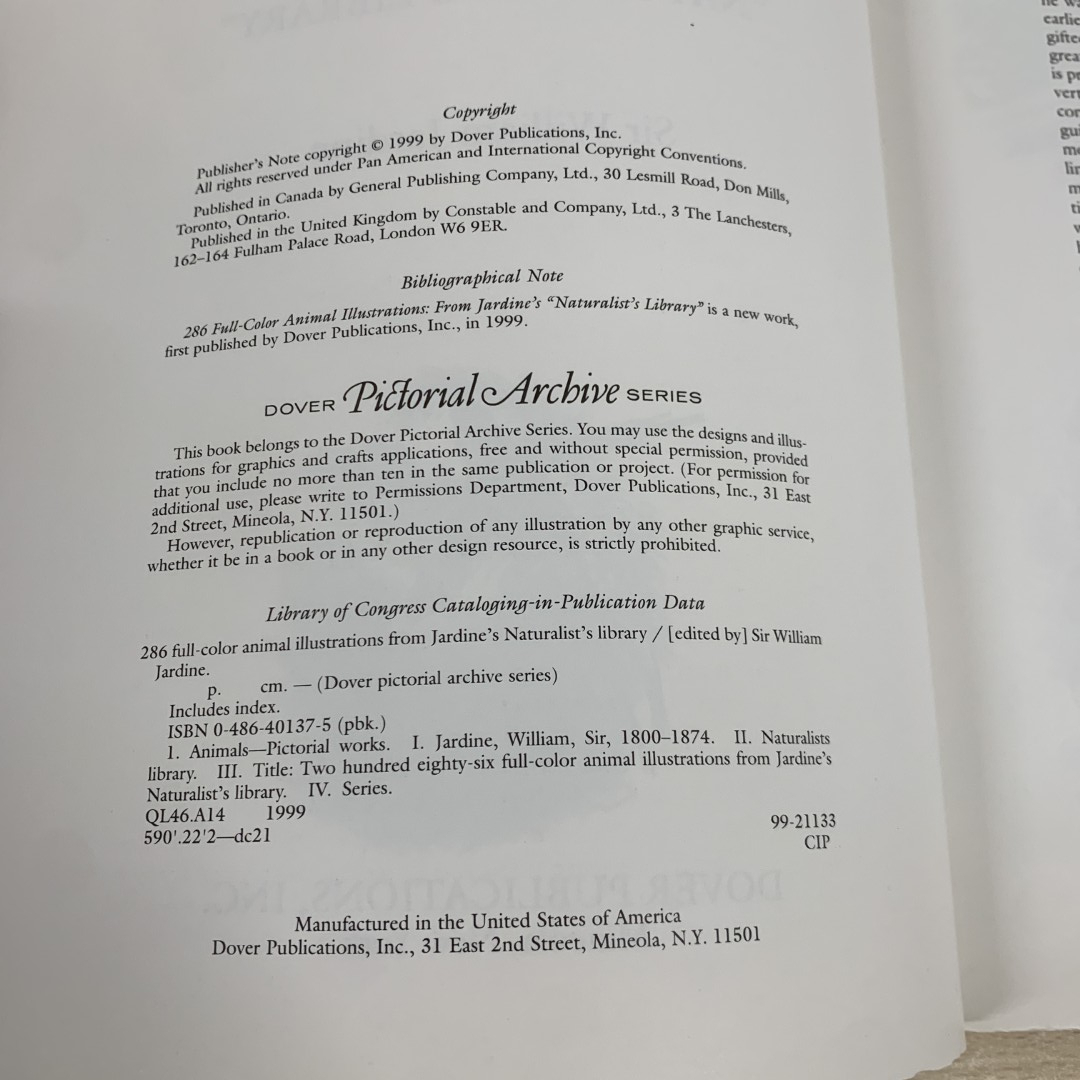 Copyright
Publisher's Note copyright © 1999 by Dover Publications, Inc.
All rights reserved under Pan American and International Copyright Conventions.
Published in Canada by General Publishing Company, Ltd., 30 Lesmill Road, Don Mills,
Toronto, Ontario.
Published in the United Kingdom by Constable and Company, Ltd., 3 The Lanchesters,
162–164 Fulham Palace Road, London W6 9ER.
Bibliographical Note
286 Full-Color Animal Illustrations: From Jardine's “Naturalist's Library” is a new work,
first published by Dover Publications, Inc., in 1999.
DOVER Pictorial Archive SERIES
This book belongs to the Dover Pictorial Archive Series. You may use the designs and illus-
trations for graphics and crafts applications, free and without special permission, provided
that you include no more than ten in the same publication or project. (For permission for
additional use, please write to Permissions Department, Dover Publications, Inc., 31 East
2nd Street, Mineola, N.Y. 11501.)
However, republication or reproduction of any illustration by any other graphic service,
whether it be in a book or in any other design resource, is strictly prohibited.
Library of Congress Cataloging-in-Publication Data
286 full-color animal illustrations from Jardine's Naturalist's library / [edited by] Sir William
Jardine.
p. cm. — (Dover pictorial archive series)
Includes index.
ISBN 0-486-40137-5 (pbk.)
1. Animals—Pictorial works. I. Jardine, William, Sir, 1800–1874. II. Naturalists
library. III. Title: Two hundred eighty-six full-color animal illustrations from Jardine's
Naturalist's library. IV. Series.
QL46.A14 1999
590'.22'2—dc21
99-21133
CIP
Manufactured in the United States of America
Dover Publications, Inc., 31 East 2nd Street, Mineola, N.Y. 11501